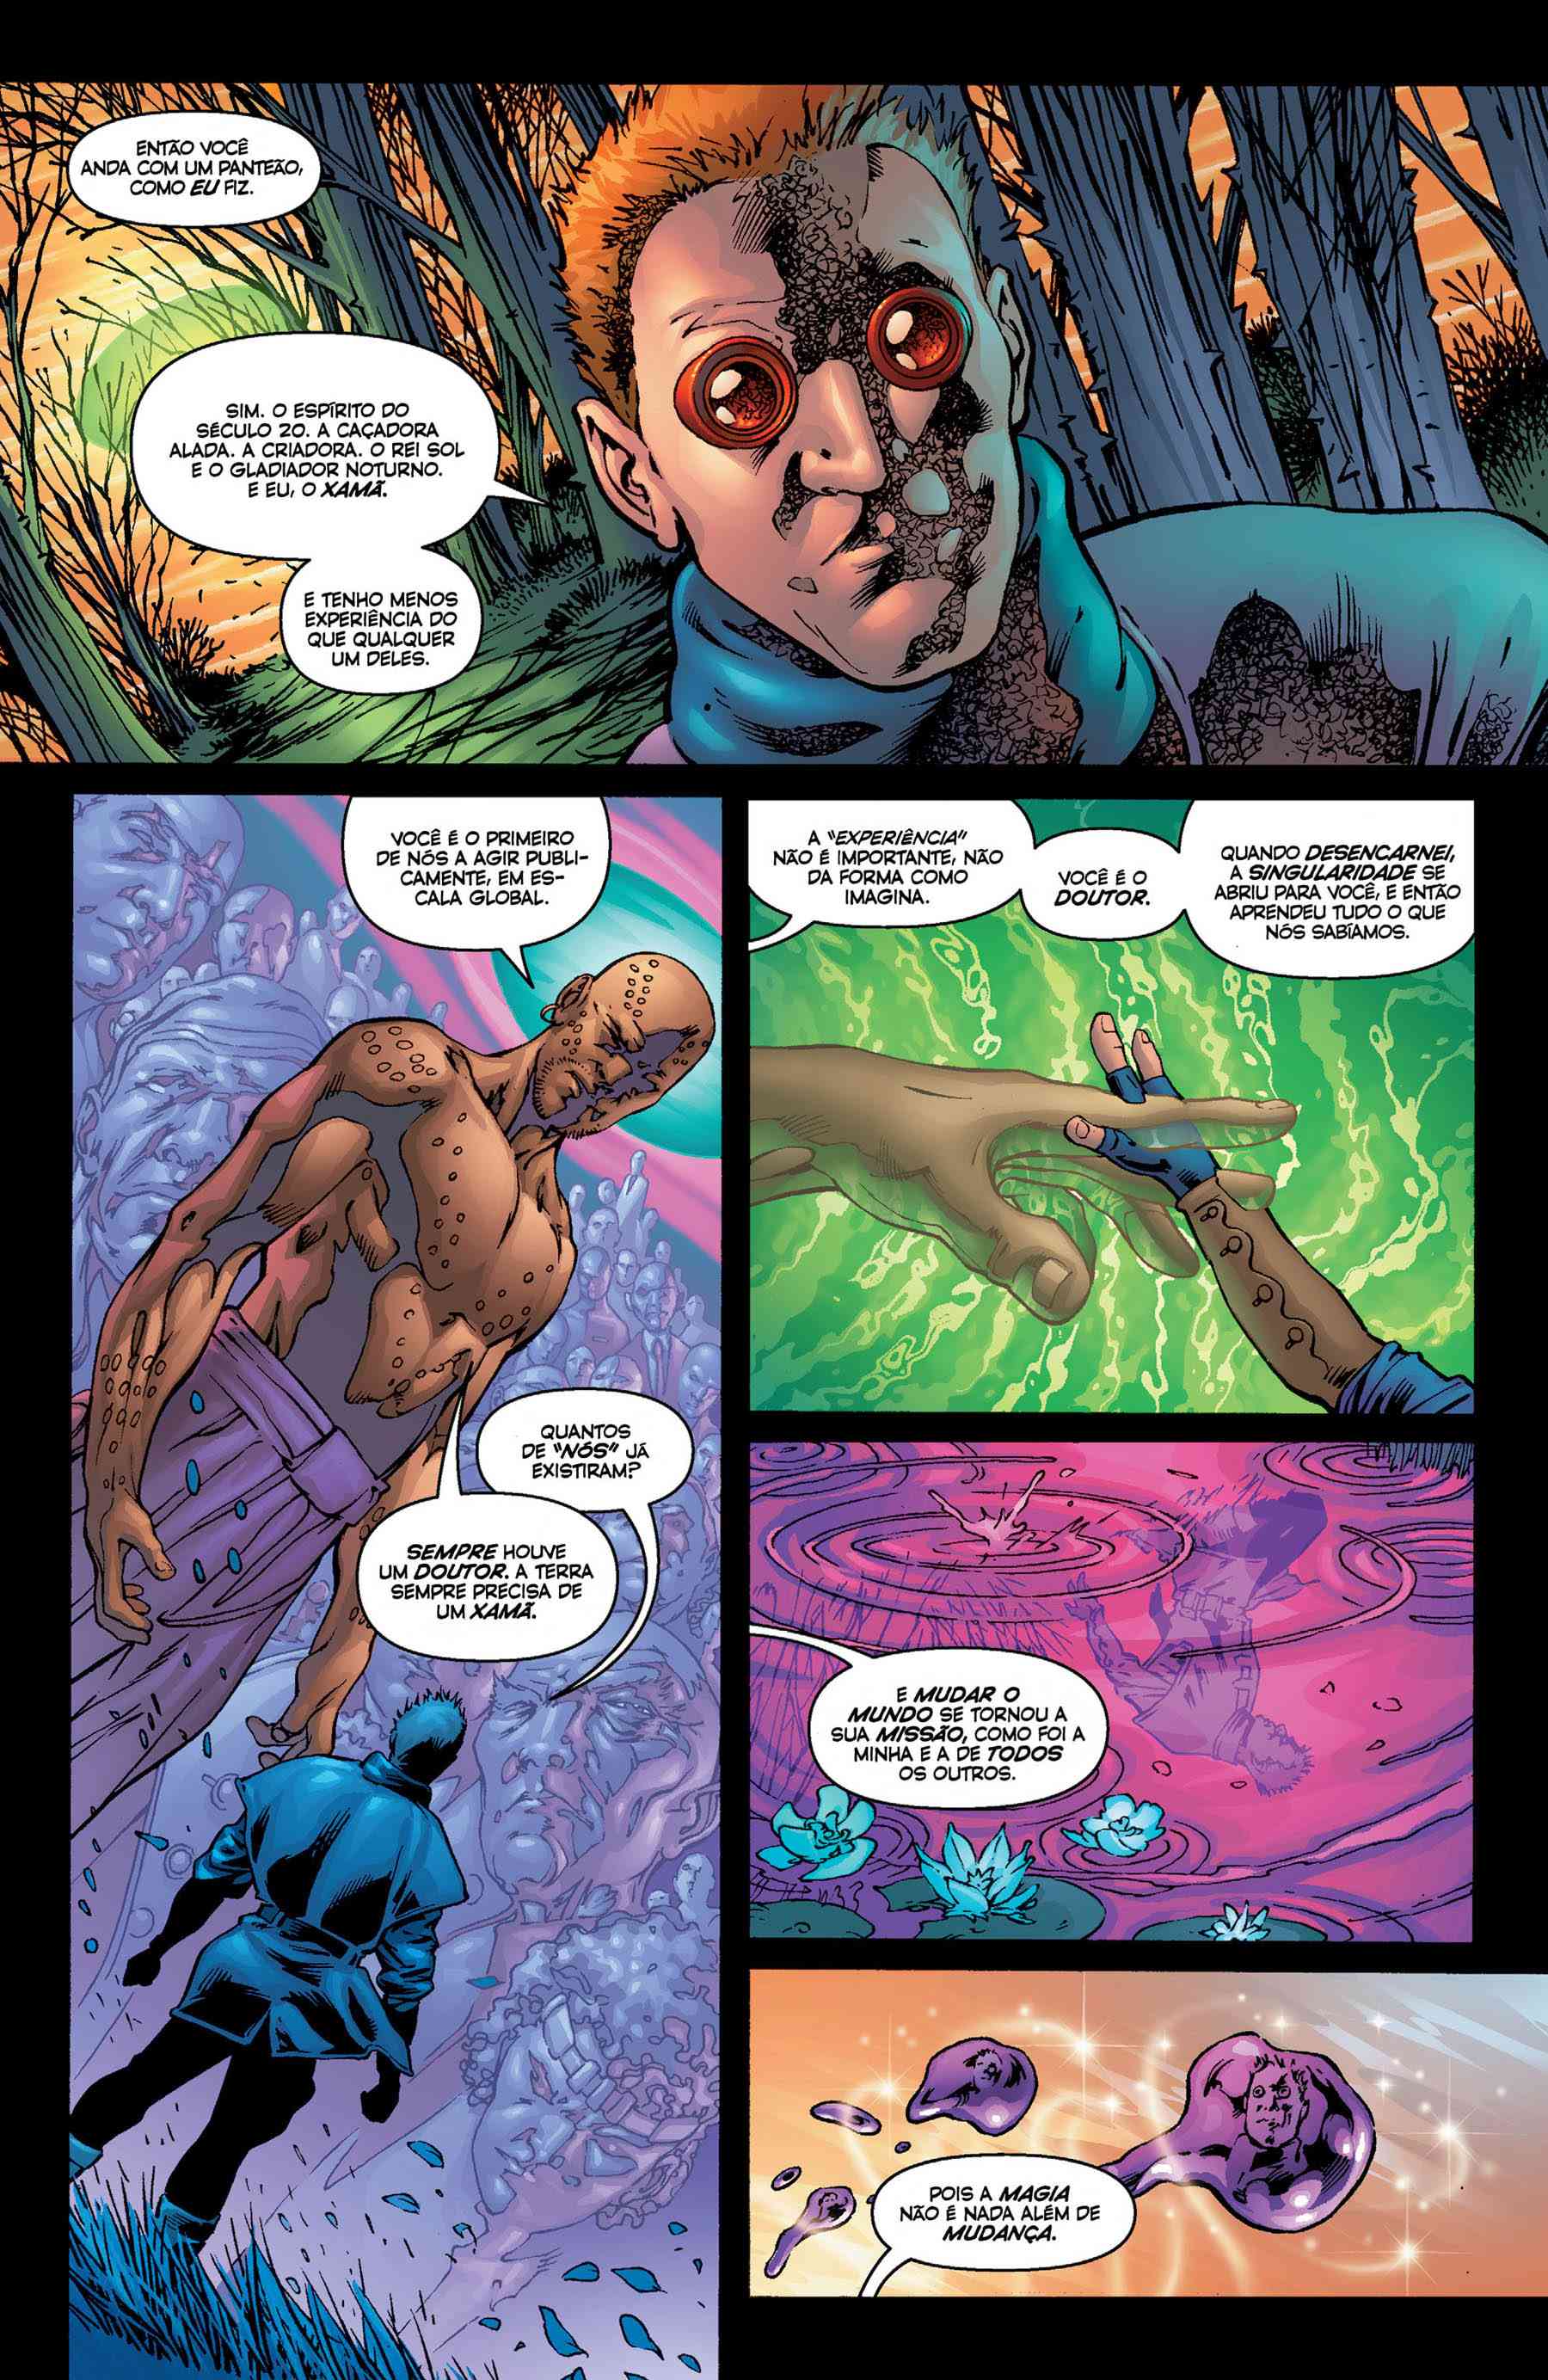 ENTÃO VOCÊ
ANDA COM UM PANTEÃO,
COMO EU FIZ.
SIM. O ESPÍRITO DO
SÉCULO 20. A CAÇADORA
ALADA. A CRIADORA. O REI SOL
E O GLADIADOR NOTURNO.
E EU, O XAMÃ.
E TENHO MENOS
EXPERIÊNCIA DO
QUE QUALQUER
UM DELES.
VOCÊ É O PRIMEIRO
DE NÓS A AGIR PUBLI-
CAMENTE, EM ES-
CALA GLOBAL.
QUANTOS
DE "NÓS" JÁ
EXISTIRAM?
SEMPRE HOUVE
UM DOUTOR. A TERRA
SEMPRE PRECISA DE
UM XAMÃ.
A "EXPERIÊNCIA"
NÃO É IMPORTANTE, NÃO
DA FORMA COMO
IMAGINA.
VOCÊ É O
DOUTOR.
QUANDO DESENCARNEI,
A SINGULARIDADE SE
ABRIU PARA VOCÊ, E ENTÃO
APRENDEU TUDO O QUE
NÓS SABÍAMOS.
E MUDAR O
MUNDO SE TORNOU A
SUA MISSÃO, COMO FOI A
MINHA E A DE TODOS
OS OUTROS.
POIS A MAGIA
NÃO É NADA ALÉM DE
MUDANÇA.